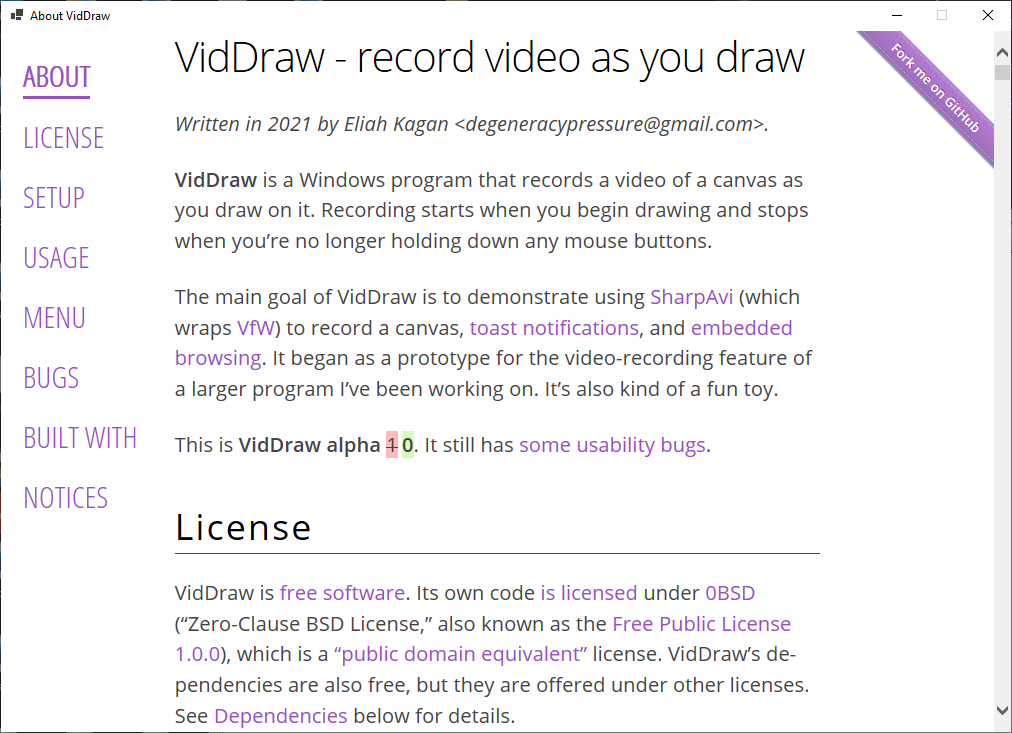 About VidDraw
ABOUT
LICENSE
SETUP
USAGE
MENU
BUGS
BUILT WITH
NOTICES
VidDraw - record video as you draw
Written in 2021 by Eliah Kagan <degeneracypressure@gmail.com>.
VidDraw is a Windows program that records a video of a canvas as
you draw on it. Recording starts when you begin drawing and stops
when you’re no longer holding down any mouse buttons.
The main goal of VidDraw is to demonstrate using SharpAvi (which
wraps VfW) to record a canvas, toast notifications, and embedded
browsing. It began as a prototype for the video-recording feature of
a larger program I’ve been working on. It’s also kind of a fun toy.
This is VidDraw alpha 1 0. It still has some usability bugs.
License
VidDraw is free software. Its own code is licensed under 0BSD
(“Zero-Clause BSD License,” also known as the Free Public License
1.0.0), which is a “public domain equivalent” license. VidDraw’s de-
pendencies are also free, but they are offered under other licenses.
See Dependencies below for details.
Fork me on GitHub